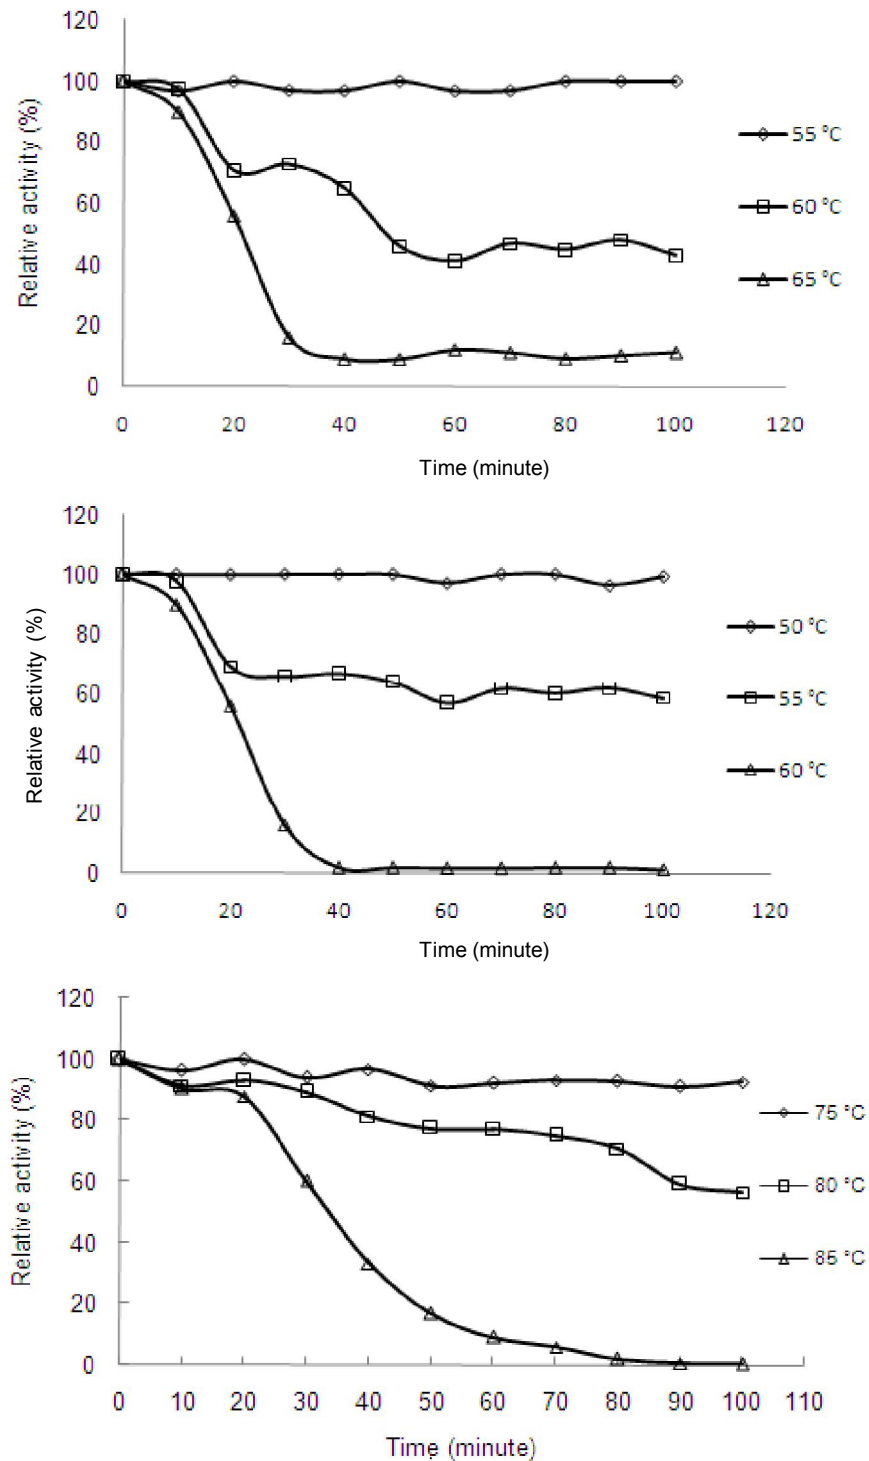 120
100
80
60
40
20
0
Relative activity (%)
0 20 40 60 80 100 120
Time (minute)
55 °C
60 °C
65 °C
120
100
80
60
40
20
0
Relative activity (%)
0 20 40 60 80 100 120
Time (minute)
50 °C
55 °C
60 °C
120
100
80
60
40
20
0
Relative activity (%)
0 10 20 30 40 50 60 70 80 90 100 110
Time (minute)
75 °C
80 °C
85 °C